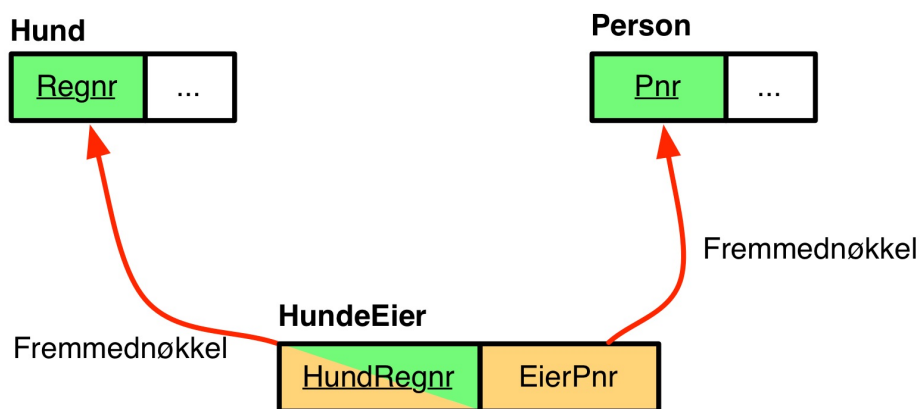 Hund
Person
Regnr ...
Pnr ...
Fremmednøkkel
HundeEier
Fremmednøkkel
HundRegnr EierPnr